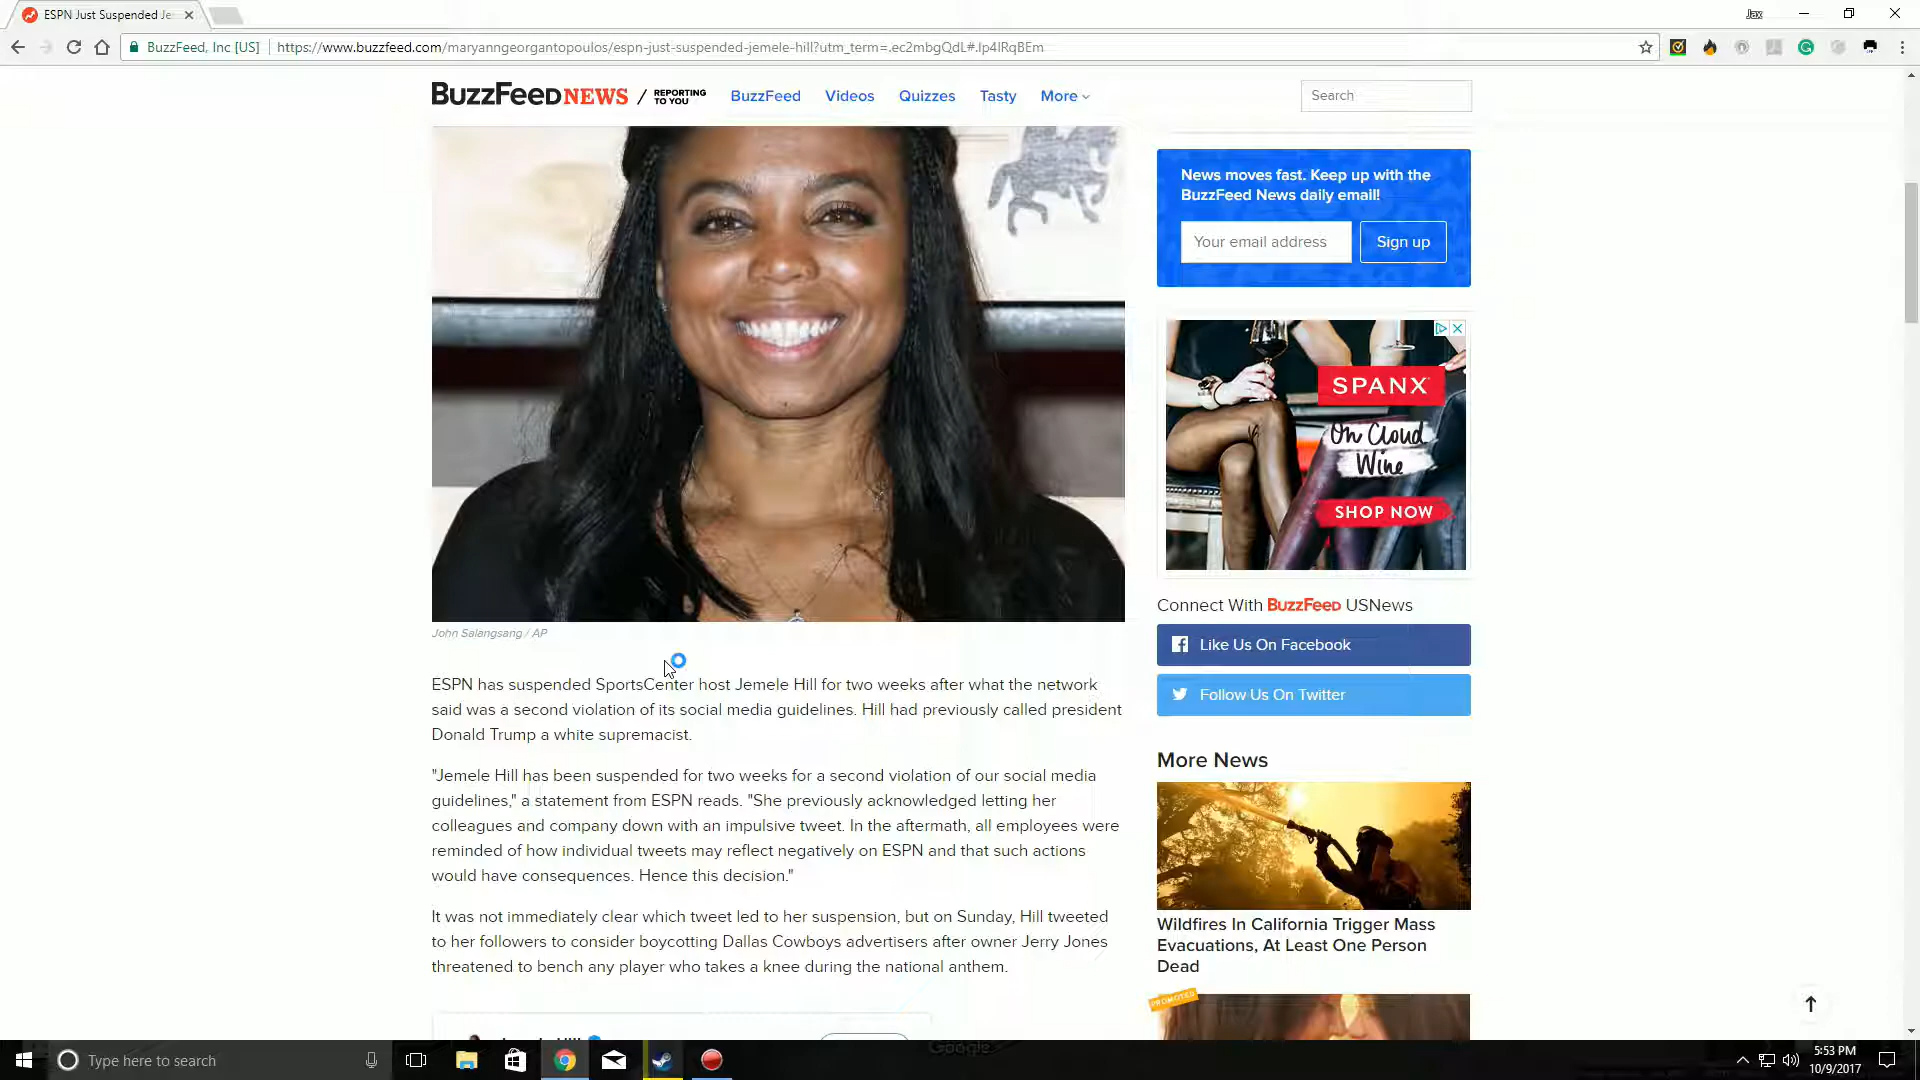 ESPN Just Suspended Je
Jax
BuzzFeed, Inc [US]
https://www.buzzfeed.com/maryanngeorgantopoulos/espn-just-suspended-jemele-hill?utm_term=.ec2mbgQdL#.lp4lRqBEm
BuzzFeed NEWS / REPORTING TO YOU
BuzzFeed Videos Quizzes Tasty More
Search
News moves fast. Keep up with the
BuzzFeed News daily email!
Your email address
Sign up
SPANX
On Cloud
Wine
SHOP NOW
John Salangsang / AP
ESPN has suspended SportsCenter host Jemele Hill for two weeks after what the network
said was a second violation of its social media guidelines. Hill had previously called president
Donald Trump a white supremacist.
"Jemele Hill has been suspended for two weeks for a second violation of our social media
guidelines," a statement from ESPN reads. "She previously acknowledged letting her
colleagues and company down with an impulsive tweet. In the aftermath, all employees were
reminded of how individual tweets may reflect negatively on ESPN and that such actions
would have consequences. Hence this decision."
It was not immediately clear which tweet led to her suspension, but on Sunday, Hill tweeted
to her followers to consider boycotting Dallas Cowboys advertisers after owner Jerry Jones
threatened to bench any player who takes a knee during the national anthem.
Connect With BuzzFeed USNews
Like Us On Facebook
Follow Us On Twitter
More News
Wildfires In California Trigger Mass
Evacuations, At Least One Person
Dead
PROMOTED
Google
Type here to search
5:53 PM
10/9/2017